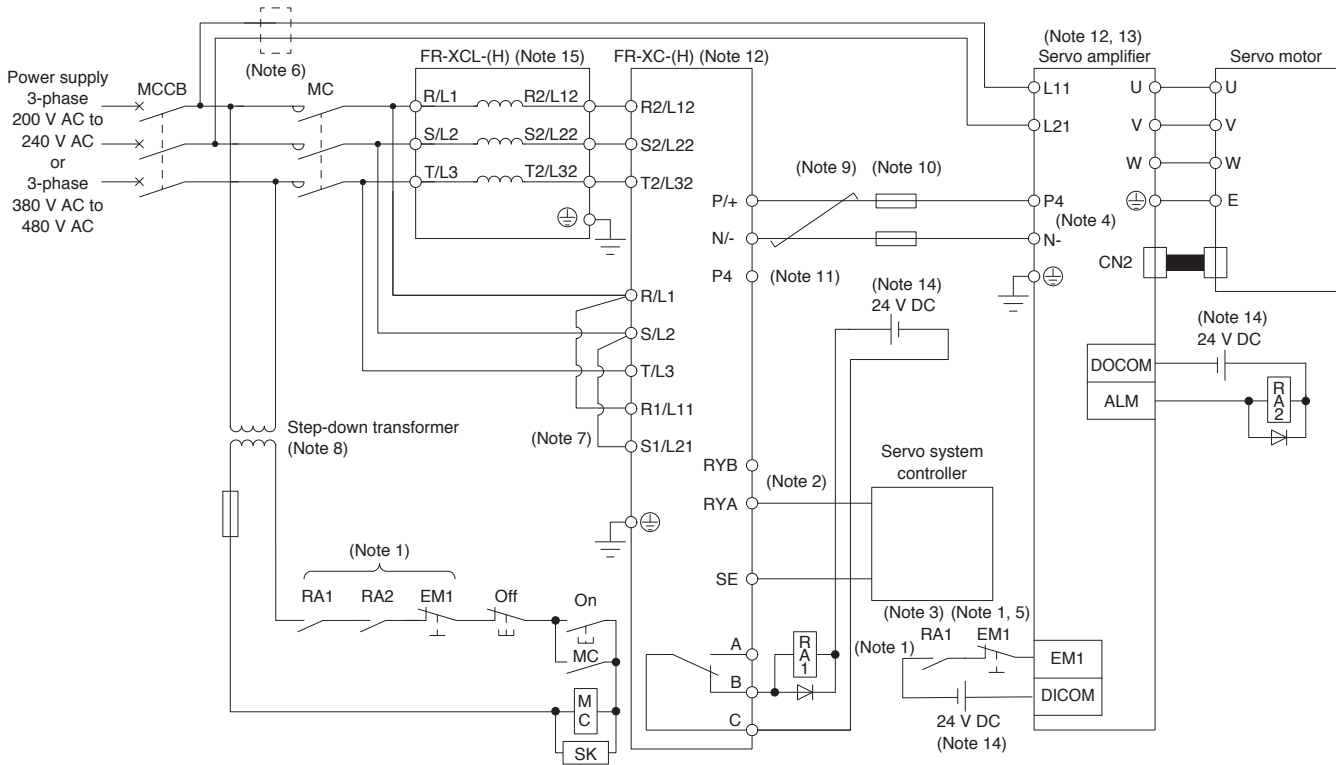 Power supply
3-phase
200 V AC to
240 V AC
or
3-phase
380 V AC to
480 V AC
MCCB
(Note 6)
MC
FR-XCL-(H) (Note 15)
R/L1
R2/L12
S/L2
S2/L22
T/L3
T2/L32
FR-XC-(H) (Note 12)
R2/L12
S2/L22
T2/L32
R/L1
S/L2
T/L3
R1/L11
S1/L21
(Note 7)
P/+
N/-
P4
(Note 11)
RYB
RYA
SE
A
B
C
(Note 9)
(Note 10)
(Note 12, 13)
Servo amplifier
L11
L21
P4
(Note 4)
N-
U
V
W
CN2
DOCOM
ALM
EM1
DICOM
Servo motor
U
V
W
E
(Note 14)
24 V DC
RA2
(Note 14)
24 V DC
(Note 2)
Servo system
controller
RA1
(Note 1)
(Note 3)
(Note 1, 5)
RA1
EM1
24 V DC
(Note 14)
Step-down transformer
(Note 8)
(Note 1)
RA1
RA2
EM1
Off
On
MC
MC
SK